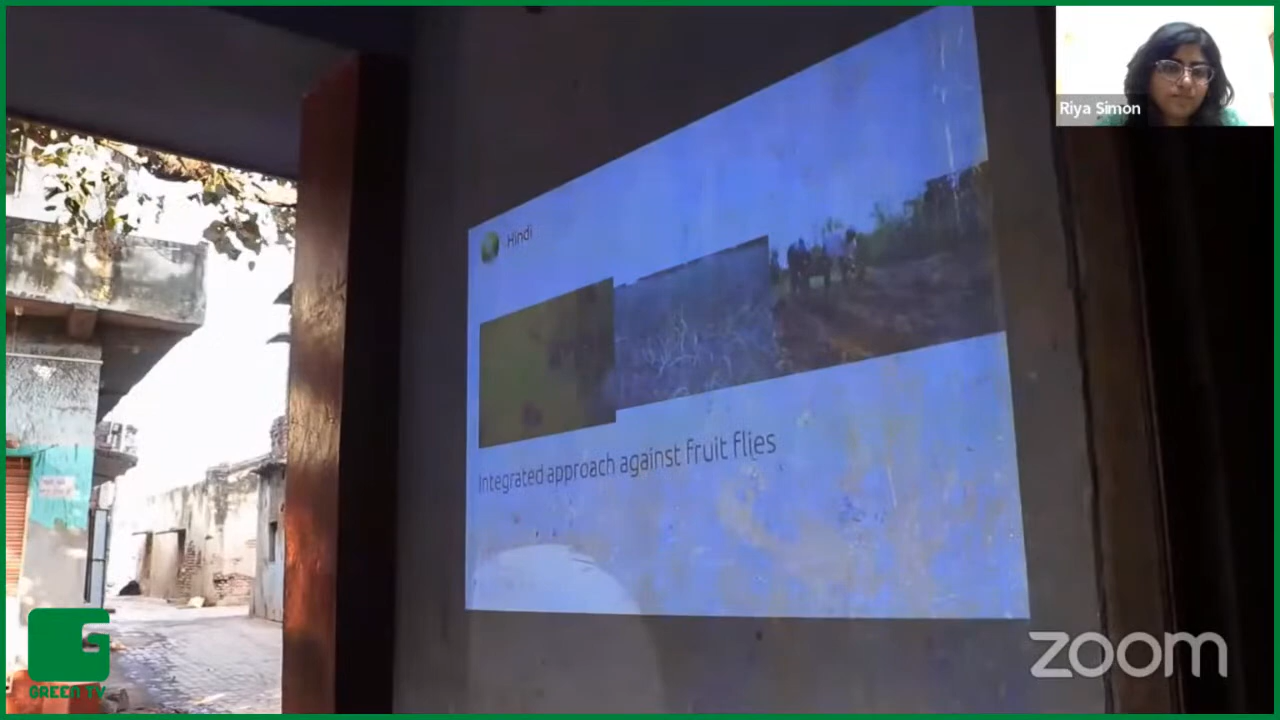 Riya Simon
Hindi
Integrated approach against fruit flies
GREEN TV
zoom